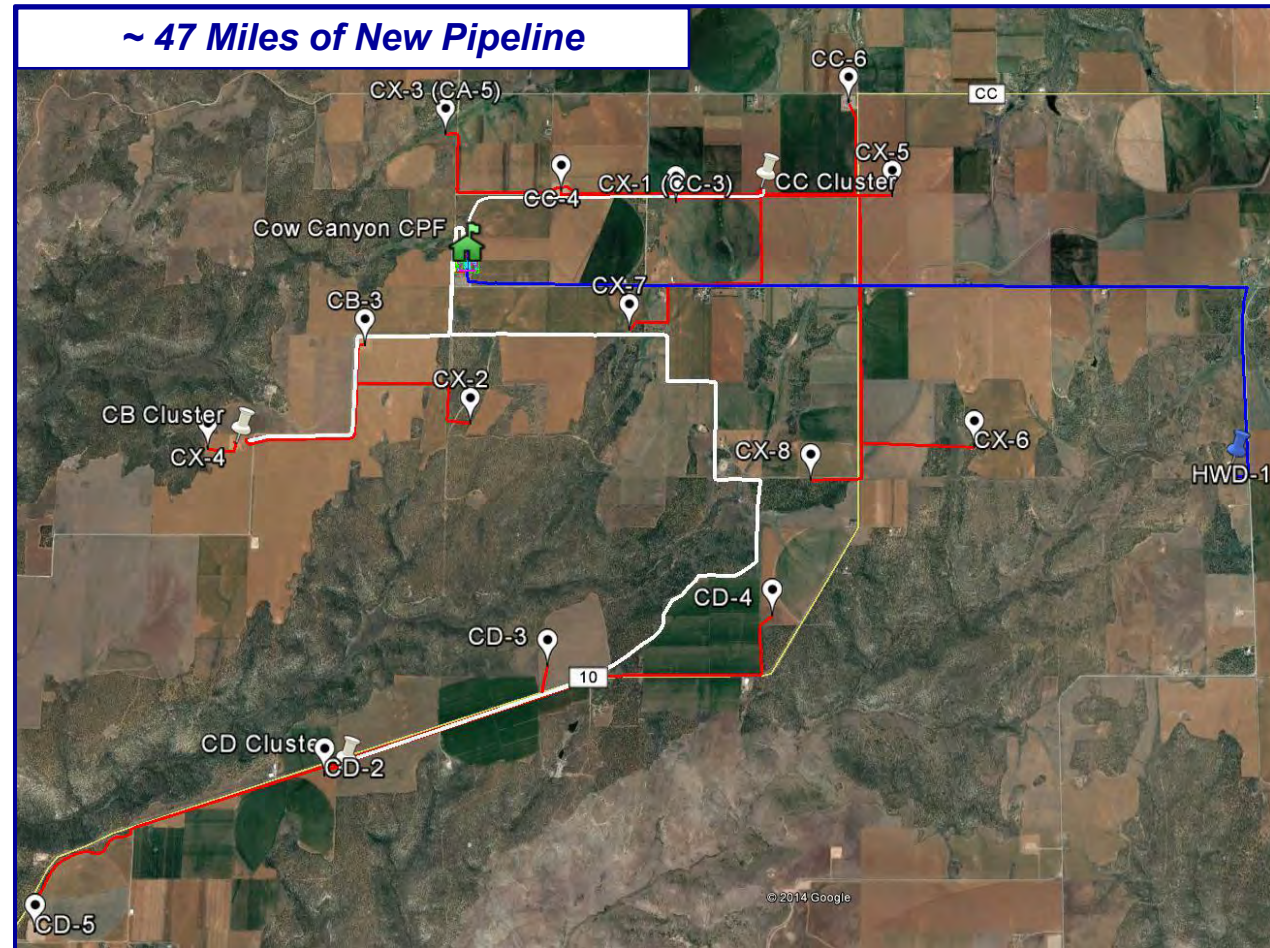 ~ 47 Miles of New Pipeline
CC-6
CX-3 (CA-5)
CC
CX-5
CC-4
CX-1 (CC-3)
CC Cluster
Cow Canyon CPF
CX-7
CB-3
CX-2
CB Cluster
CX-4
CX-8
CX-6
HWD-1
CD-4
CD-3
10
CD Cluste
CD-2
© 2014 Google
CD-5